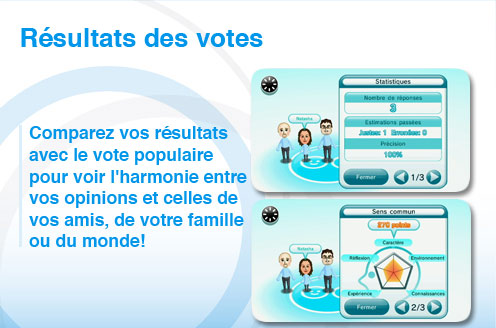 Résultats des votes
Comparez vos résultats
avec le vote populaire
pour voir l'harmonie entre
vos opinions et celles de
vos amis, de votre famille
ou du monde!
Statistiques
Nombre de réponses
3
Estimations passées
Justes: 1 Erronées: 0
Précision
100%
Fermer 1/3
Natasha
Sens commun
270 points
Caractère
Réflexion Environnement
Expérience Connaissances
Fermer 2/3
Natasha